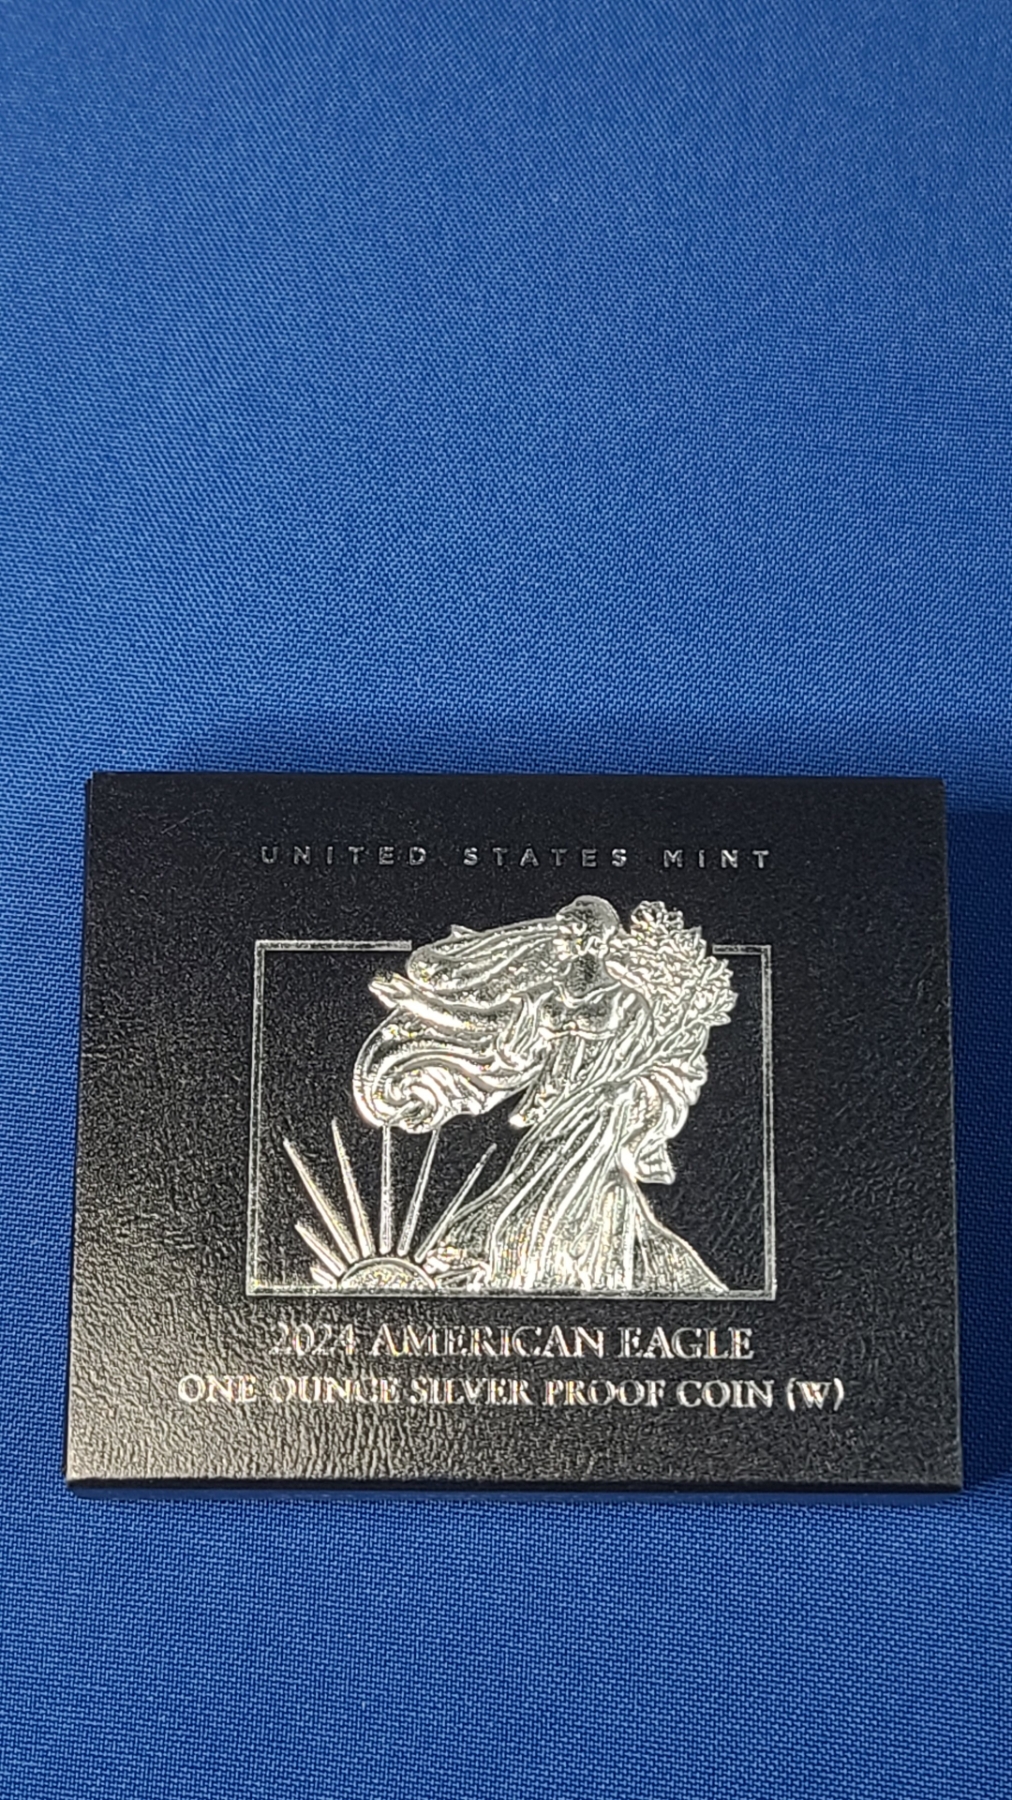 UNITED STATES MINT
2024 AMERICAN EAGLE
ONE OUNCE SILVER PROOF COIN (W)